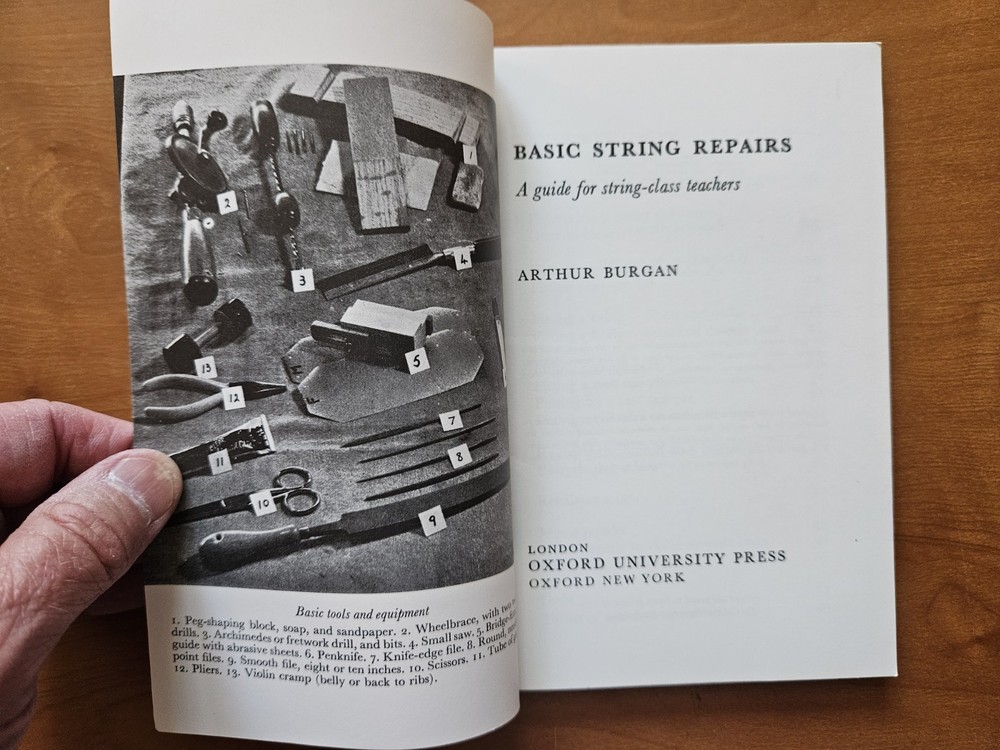 2
1
3
4
5
M
F
13
12
7
8
11
10
9
Basic tools and equipment
1. Peg-shaping block, soap, and sandpaper. 2. Wheelbrace, with two
drills. 3. Archimedes or fretwork drill, and bits. 4. Small saw. 5.
guide with abrasive sheets. 6. Penknife. 7. Knife-edge file. 8. Round,
point files. 9. Smooth file, eight or ten inches. 10. Scissors. 11. Tube of
12. Pliers. 13. Violin cramp (belly or back to ribs).
BASIC STRING REPAIRS
A guide for string-class teachers
ARTHUR BURGAN
LONDON
OXFORD UNIVERSITY PRESS
OXFORD NEW YORK